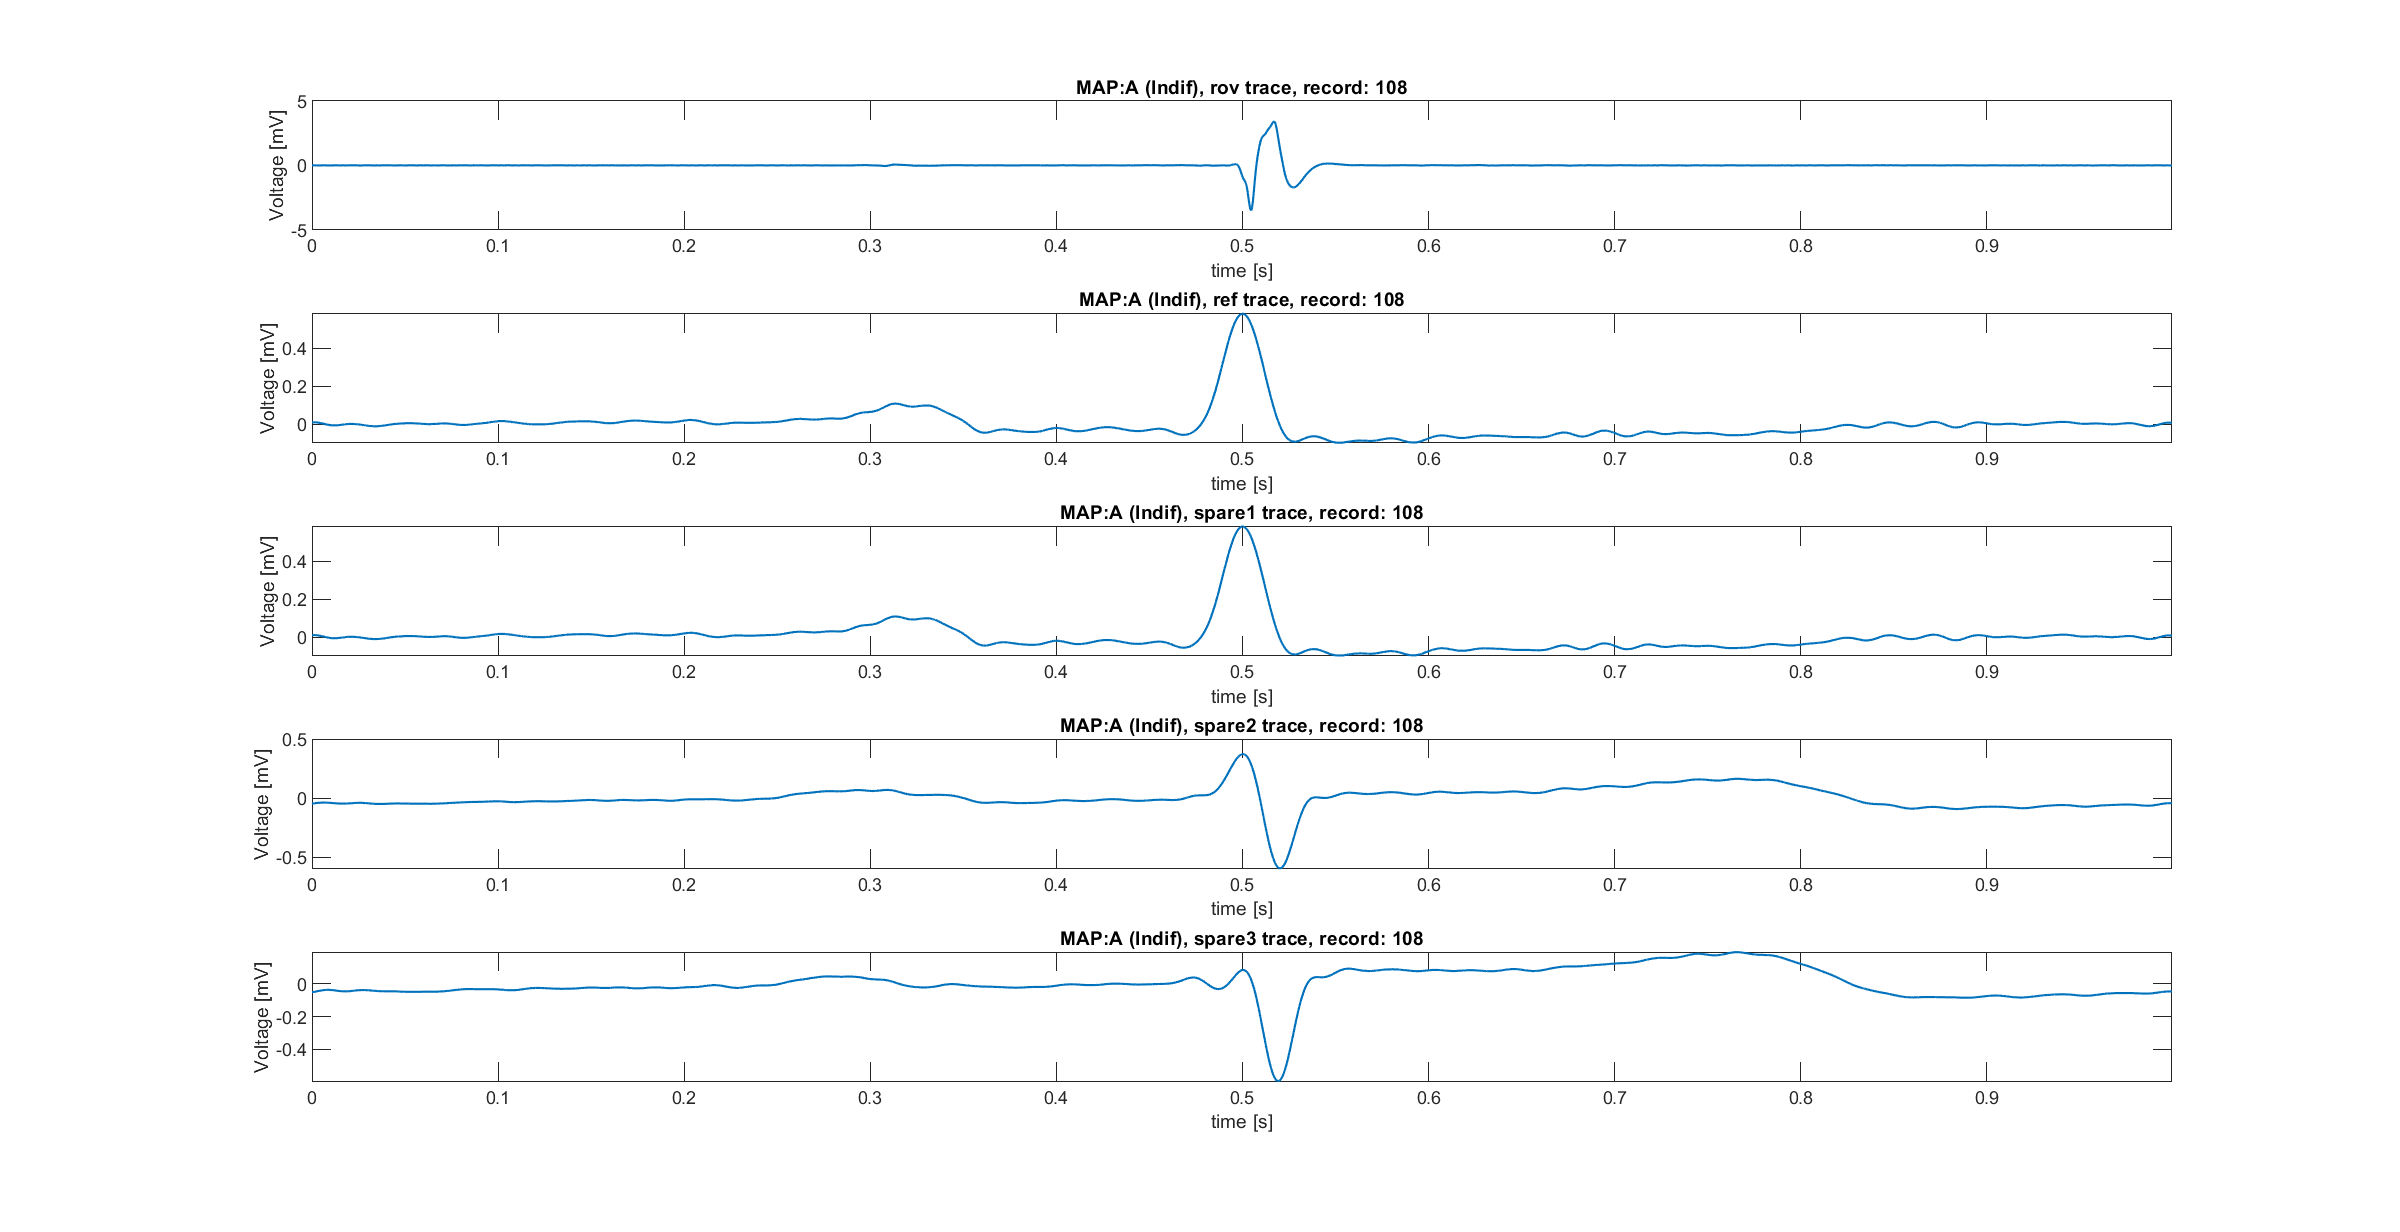 MAP:A (Indif), rov trace, record: 108
Voltage [mV]
5
0
-5
0 0.1 0.2 0.3 0.4 0.5 0.6 0.7 0.8 0.9
time [s]
MAP:A (Indif), ref trace, record: 108
Voltage [mV]
0.4
0.2
0
0 0.1 0.2 0.3 0.4 0.5 0.6 0.7 0.8 0.9
time [s]
MAP:A (Indif), spare1 trace, record: 108
Voltage [mV]
0.4
0.2
0
0 0.1 0.2 0.3 0.4 0.5 0.6 0.7 0.8 0.9
time [s]
MAP:A (Indif), spare2 trace, record: 108
Voltage [mV]
0.5
0
-0.5
0 0.1 0.2 0.3 0.4 0.5 0.6 0.7 0.8 0.9
time [s]
MAP:A (Indif), spare3 trace, record: 108
Voltage [mV]
0
-0.2
-0.4
0 0.1 0.2 0.3 0.4 0.5 0.6 0.7 0.8 0.9
time [s]